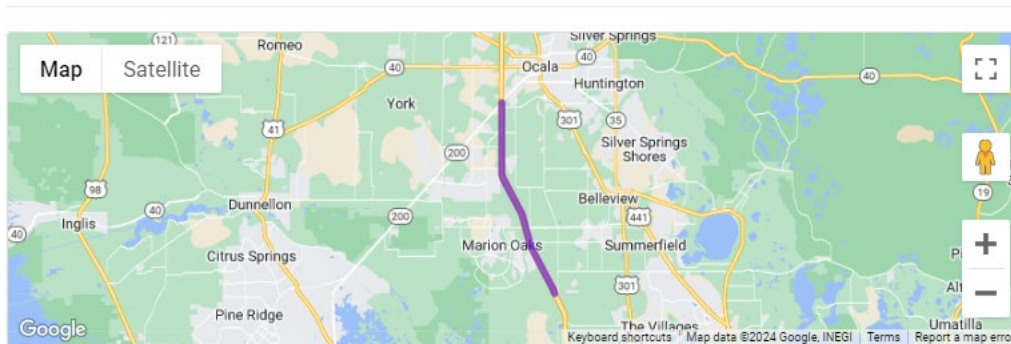 Map
Satellite
121
Romeo
40
Silver Springs
40
Ocala
Huntington
40
York
41
301
35
200
Silver Springs
Shores
98
19
Dunnellon
40
Inglis
40
200
Belleview
441
Marion Oaks
Summerfield
Citrus Springs
301
Pine Ridge
The Villages
Umatilla
Google
Keyboard shortcuts
Map data ©2024 Google, INEGI
Terms
Report a map erro